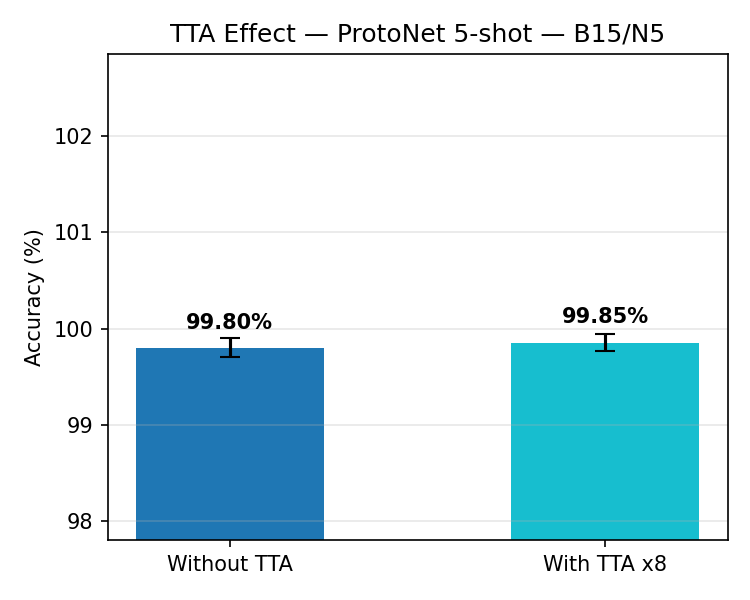 TTA Effect — ProtoNet 5-shot — B15/N5
Accuracy (%)
102
101
100
99
98
99.80%
99.85%
Without TTA
With TTA x8